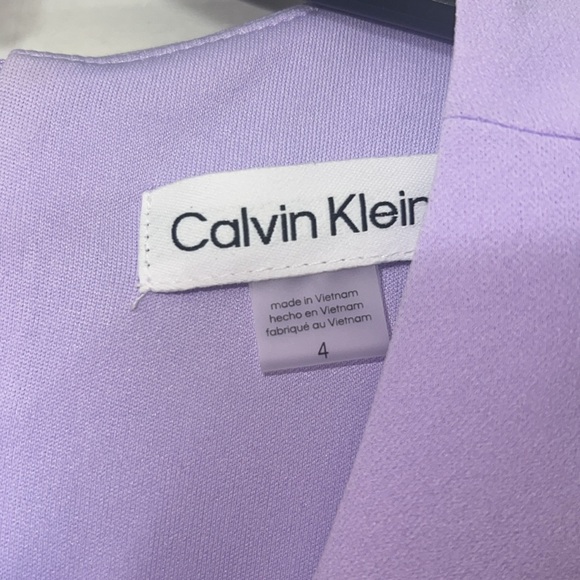 Calvin Klein
made in Vietnam
hecho en Vietnam
fabriqué au Vietnam
4